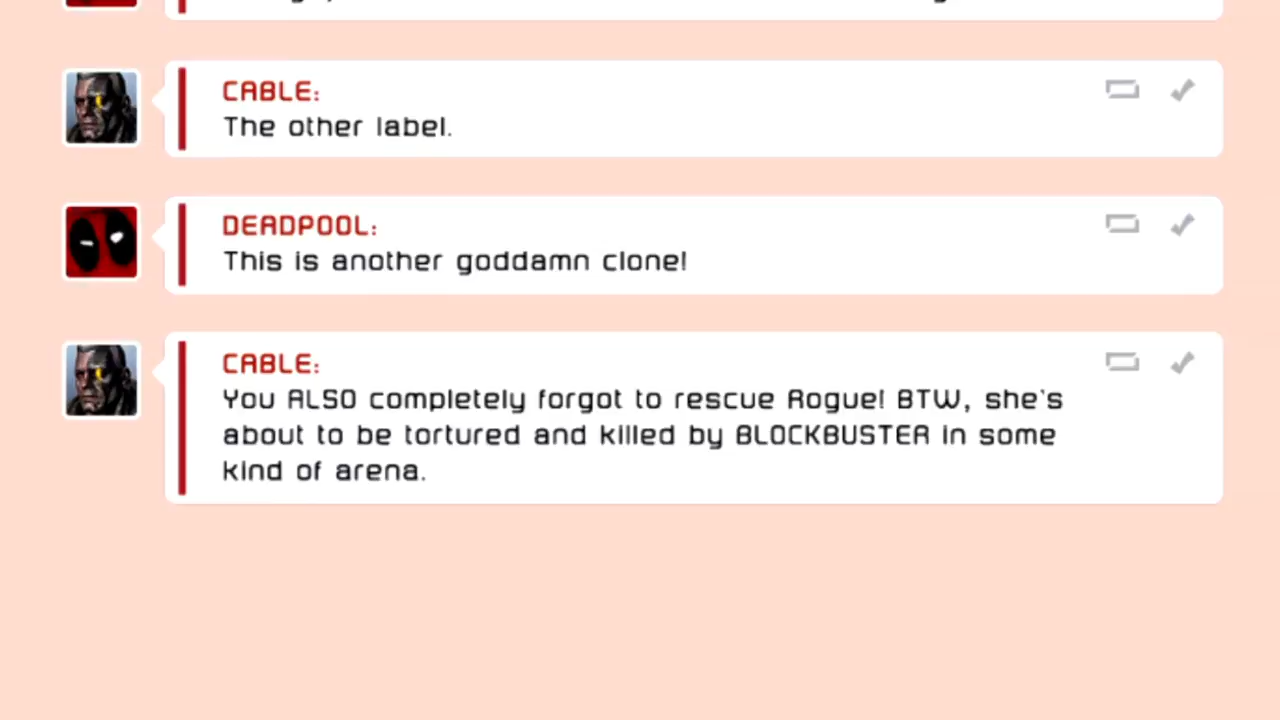 CABLE:
The other label.
DEADPOOL:
This is another goddamn clone!
CABLE:
You ALSO completely forgot to rescue Rogue! BTW, she's
about to be tortured and killed by BLOCKBUSTER in some
kind of arena.